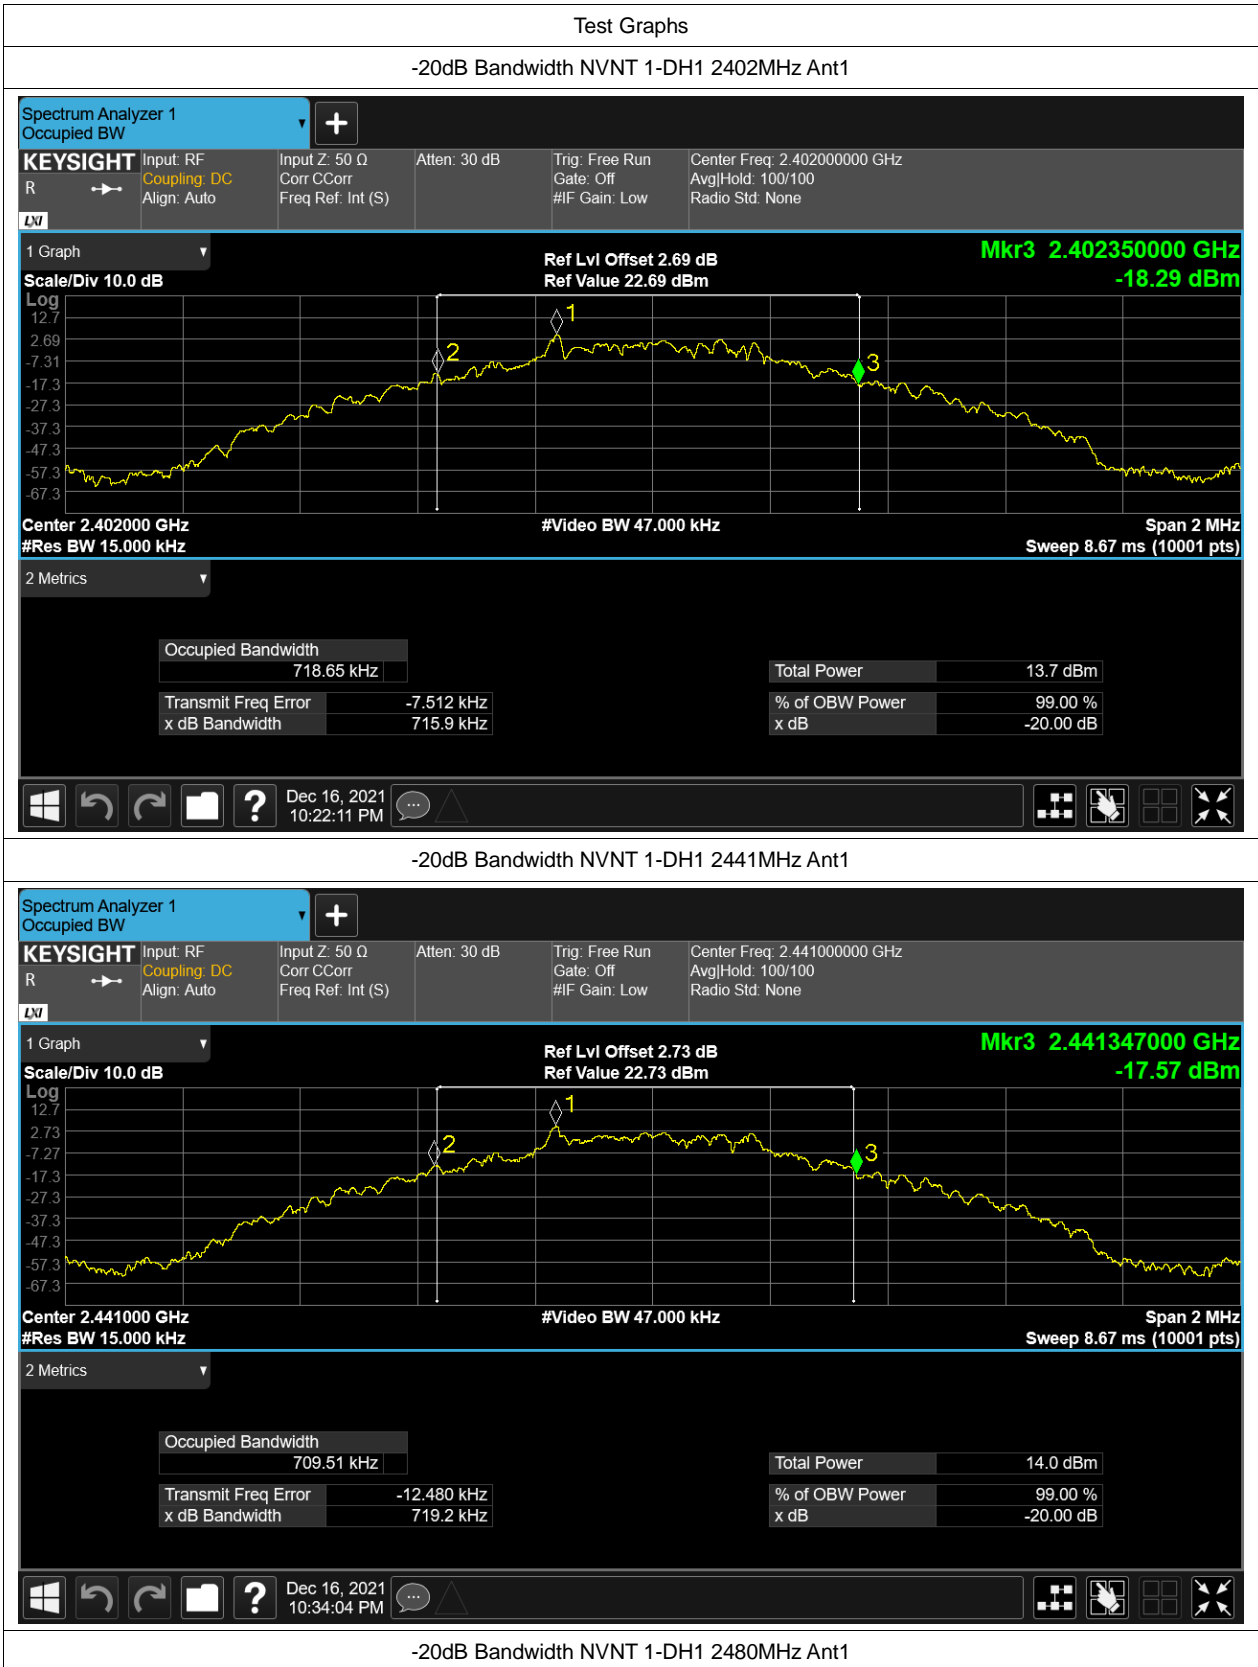 Test Graphs
-20dB Bandwidth NVNT 1-DH1 2402MHz Ant1
Spectrum Analyzer 1
Occupied BW
KEYSIGHT Input: RF Input Z: 50 Ω Atten: 30 dB Trig: Free Run Center Freq: 2.402000000 GHz
R Coupling: DC Corr CCorr Gate: Off Avg|Hold: 100/100
Align: Auto Freq Ref: Int (S) #IF Gain: Low Radio Std: None
LXI
1 Graph
Ref Lvl Offset 2.69 dB
Mkr3 2.402350000 GHz
Scale/Div 10.0 dB
Ref Value 22.69 dBm
-18.29 dBm
Log
12.7
2.69
-7.31
-17.3
-27.3
-37.3
-47.3
-57.3
-67.3
1
2
3
Center 2.402000 GHz #Video BW 47.000 kHz Span 2 MHz
#Res BW 15.000 kHz Sweep 8.67 ms (10001 pts)
2 Metrics
Occupied Bandwidth
718.65 kHz
Total Power 13.7 dBm
Transmit Freq Error -7.512 kHz % of OBW Power 99.00 %
x dB Bandwidth 715.9 kHz x dB -20.00 dB
Dec 16, 2021
10:22:11 PM
-20dB Bandwidth NVNT 1-DH1 2441MHz Ant1
Spectrum Analyzer 1
Occupied BW
KEYSIGHT Input: RF Input Z: 50 Ω Atten: 30 dB Trig: Free Run Center Freq: 2.441000000 GHz
R Coupling: DC Corr CCorr Gate: Off Avg|Hold: 100/100
Align: Auto Freq Ref: Int (S) #IF Gain: Low Radio Std: None
LXI
1 Graph
Ref Lvl Offset 2.73 dB
Mkr3 2.441347000 GHz
Scale/Div 10.0 dB
Ref Value 22.73 dBm
-17.57 dBm
Log
12.7
2.73
-7.27
-17.3
-27.3
-37.3
-47.3
-57.3
-67.3
1
2
3
Center 2.441000 GHz #Video BW 47.000 kHz Span 2 MHz
#Res BW 15.000 kHz Sweep 8.67 ms (10001 pts)
2 Metrics
Occupied Bandwidth
709.51 kHz
Total Power 14.0 dBm
Transmit Freq Error -12.480 kHz % of OBW Power 99.00 %
x dB Bandwidth 719.2 kHz x dB -20.00 dB
Dec 16, 2021
10:34:04 PM
-20dB Bandwidth NVNT 1-DH1 2480MHz Ant1